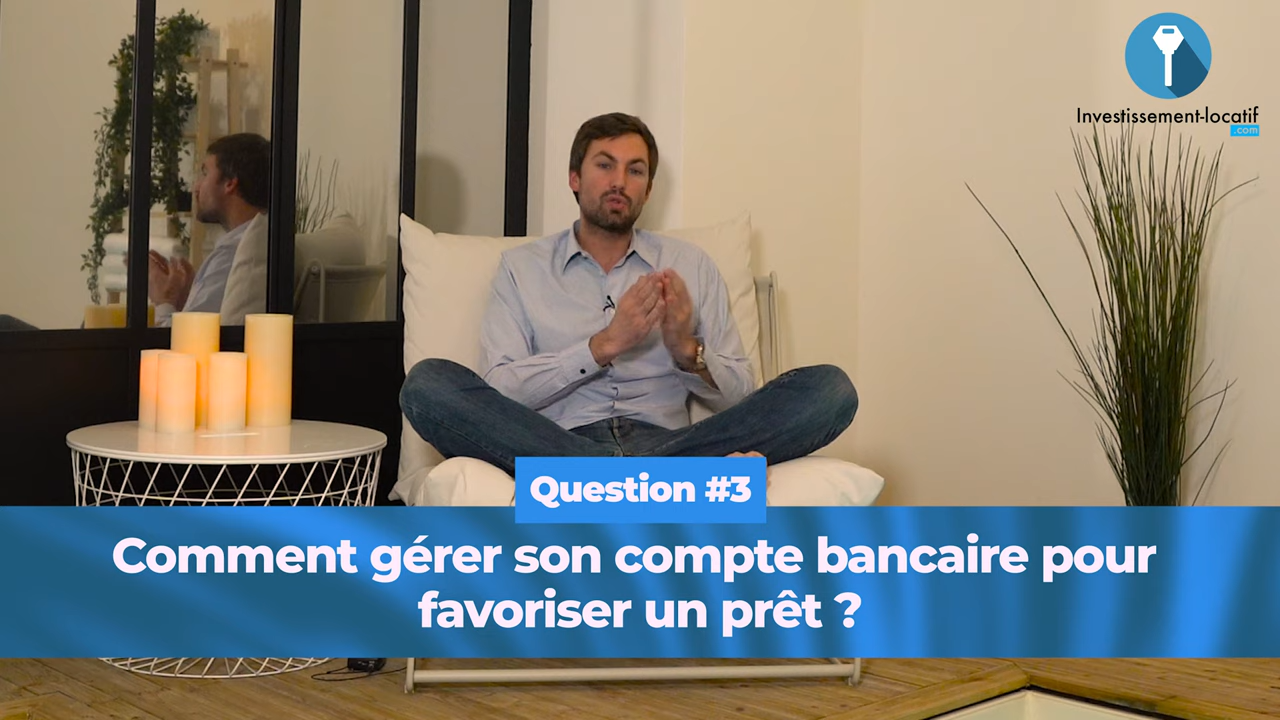 Investissement-locatif
.com
Question #3
Comment gérer son compte bancaire pour
favoriser un prêt ?